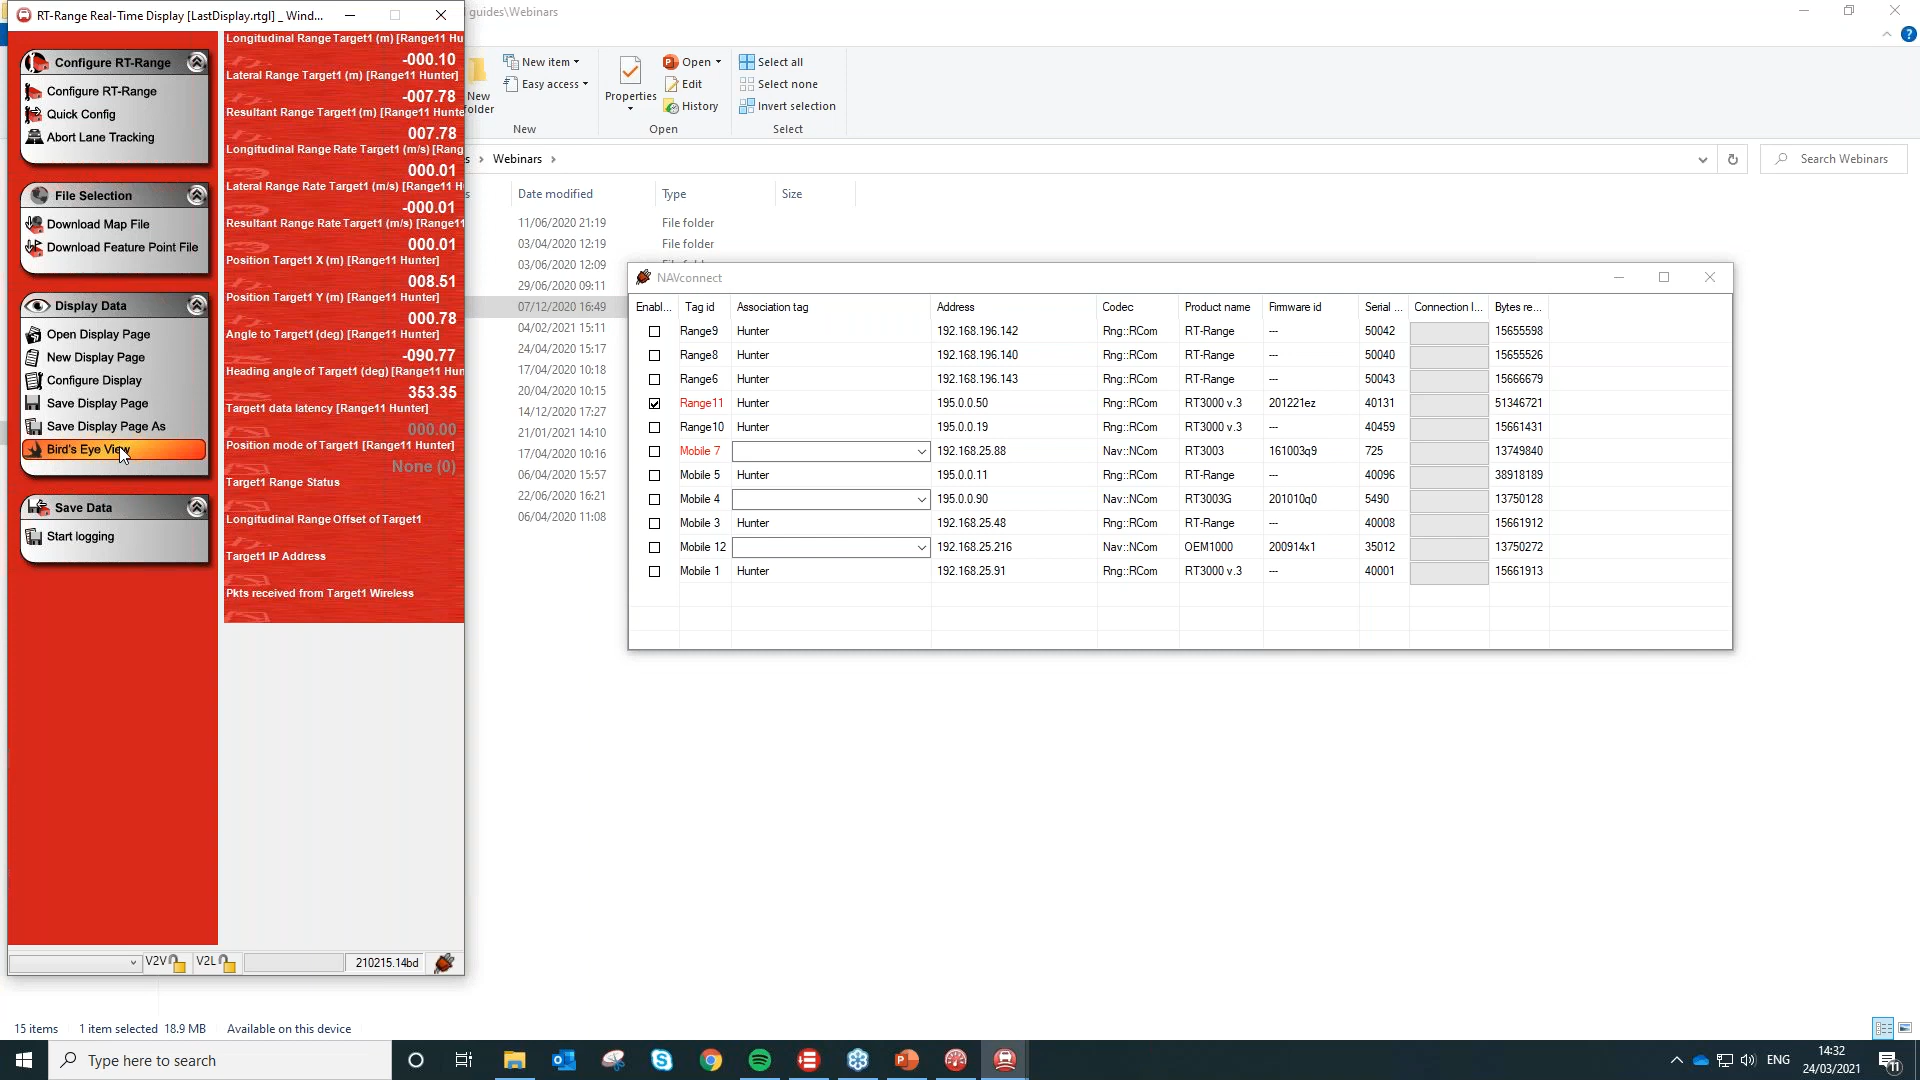 RT-Range Real-Time Display [LastDisplay.rtgl] _ Wind...
guides\Webinars
Configure RT-Range
Configure RT-Range
Quick Config
Abort Lane Tracking
File Selection
Download Map File
Download Feature Point File
Display Data
Open Display Page
New Display Page
Configure Display
Save Display Page
Save Display Page As
Bird's Eye View
Save Data
Start logging
Longitudinal Range Target1 (m) [Range11 Hu
-000.10
Lateral Range Target1 (m) [Range11 Hunter]
-007.78
Resultant Range Target1 (m) [Range11 Hunte
007.78
Longitudinal Range Rate Target1 (m/s) [Rang
000.01
Lateral Range Rate Target1 (m/s) [Range11 H
-000.01
Resultant Range Rate Target1 (m/s) [Range11
000.01
Position Target1 X (m) [Range11 Hunter]
008.51
Position Target1 Y (m) [Range11 Hunter]
000.78
Angle to Target1 (deg) [Range11 Hunter]
-090.77
Heading angle of Target1 (deg) [Range11 Hun
353.35
Target1 data latency [Range11 Hunter]
000.00
Position mode of Target1 [Range11 Hunter]
None (0)
Target1 Range Status
Longitudinal Range Offset of Target1
Target1 IP Address
Pkts received from Target1 Wireless
V2V V2L 210215.14bd
New
folder
New item
Easy access
New
Properties
Open
Edit
History
Open
Select all
Select none
Invert selection
Select
s > Webinars >
Search Webinars
s Date modified Type Size
11/06/2020 21:19 File folder
03/04/2020 12:19 File folder
03/06/2020 12:09
29/06/2020 09:11
07/12/2020 16:49
04/02/2021 15:11
24/04/2020 15:17
17/04/2020 10:18
20/04/2020 10:15
14/12/2020 17:27
21/01/2021 14:10
17/04/2020 10:16
06/04/2020 15:57
22/06/2020 16:21
06/04/2020 11:08
NAVconnect
Enabl... Tag id Association tag Address Codec Product name Firmware id Serial ... Connection I... Bytes re...
Range9 Hunter 192.168.196.142 Rng::RCom RT-Range --- 50042 15655598
Range8 Hunter 192.168.196.140 Rng::RCom RT-Range --- 50040 15655526
Range6 Hunter 192.168.196.143 Rng::RCom RT-Range --- 50043 15666679
Range11 Hunter 195.0.0.50 Rng::RCom RT3000 v.3 201221ez 40131 51346721
Range10 Hunter 195.0.0.19 Rng::RCom RT3000 v.3 --- 40459 15661431
Mobile 7 192.168.25.88 Nav::NCom RT3003 161003q9 725 13749840
Mobile 5 Hunter 195.0.0.11 Rng::RCom RT3000 v.3 --- 40096 38918189
Mobile 4 195.0.0.90 Nav::NCom RT3003G 201010q0 5490 13750128
Mobile 3 Hunter 192.168.25.48 Rng::RCom RT-Range --- 40008 15661912
Mobile 12 192.168.25.216 Nav::NCom OEM1000 200914x1 35012 13750272
Mobile 1 Hunter 192.168.25.91 Rng::RCom RT3000 v.3 --- 40001 15661913
15 items 1 item selected 18.9 MB Available on this device
Type here to search
ENG
14:32
24/03/2021
11